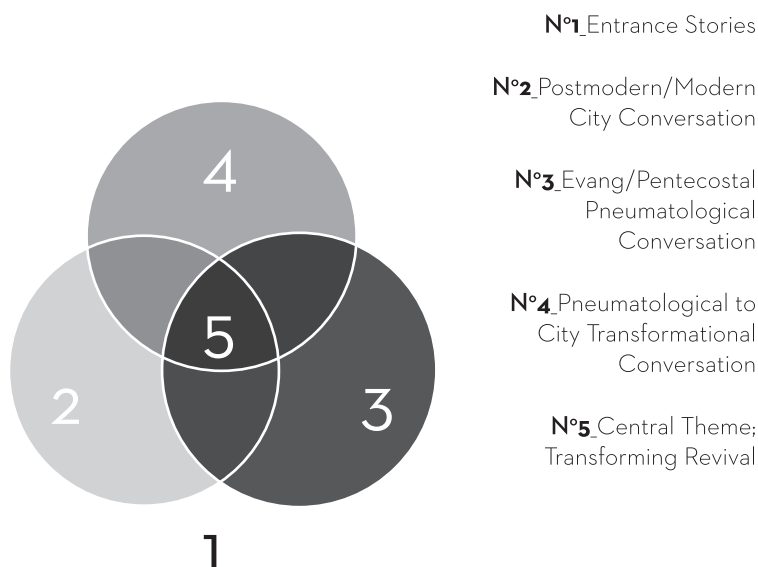 N°1_Entrance Stories
N°2_Postmodern/Modern
City Conversation
N°3_Evang/Pentecostal
Pneumatological
Conversation
N°4_Pneumatological to
City Transformational
Conversation
N°5_Central Theme;
Transforming Revival
4
5
2
3
1